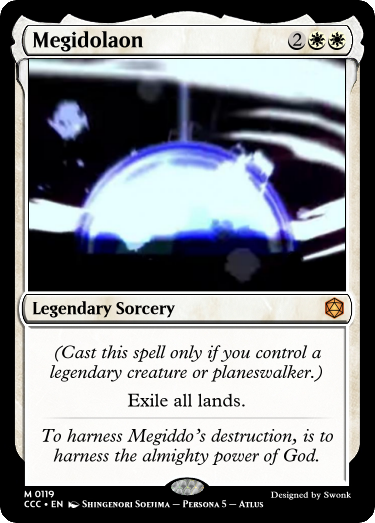 Megidolaon 2
Legendary Sorcery
(Cast this spell only if you control a
legendary creature or planeswalker.)
Exile all lands.
To harness Megiddo's destruction, is to
harness the almighty power of God.
M 0119
CCC • EN Shingenori Soejima – Persona 5 – Atlus
Designed by Swonk